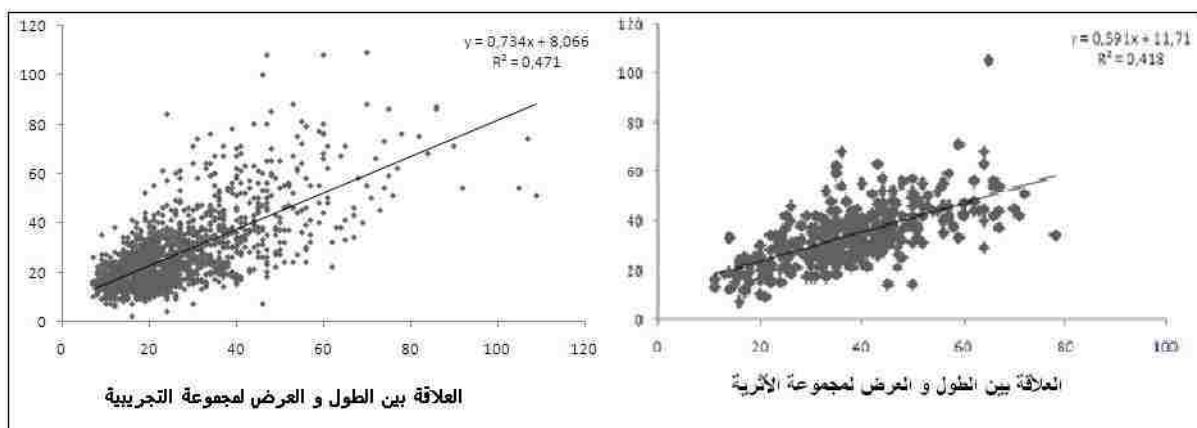 120
100
80
60
40
20
0
y = 0,734x + 8,066
R² = 0,471
0 20 40 60 80 100 120
العلاقة بين الطول و العرض لمجموعة التجريبية
120
100
80
60
40
20
0
y = 0,591x + 11,71
R² = 0,418
0 20 40 60 80 100
العلاقة بين الطول و العرض لمجموعة الأثرية